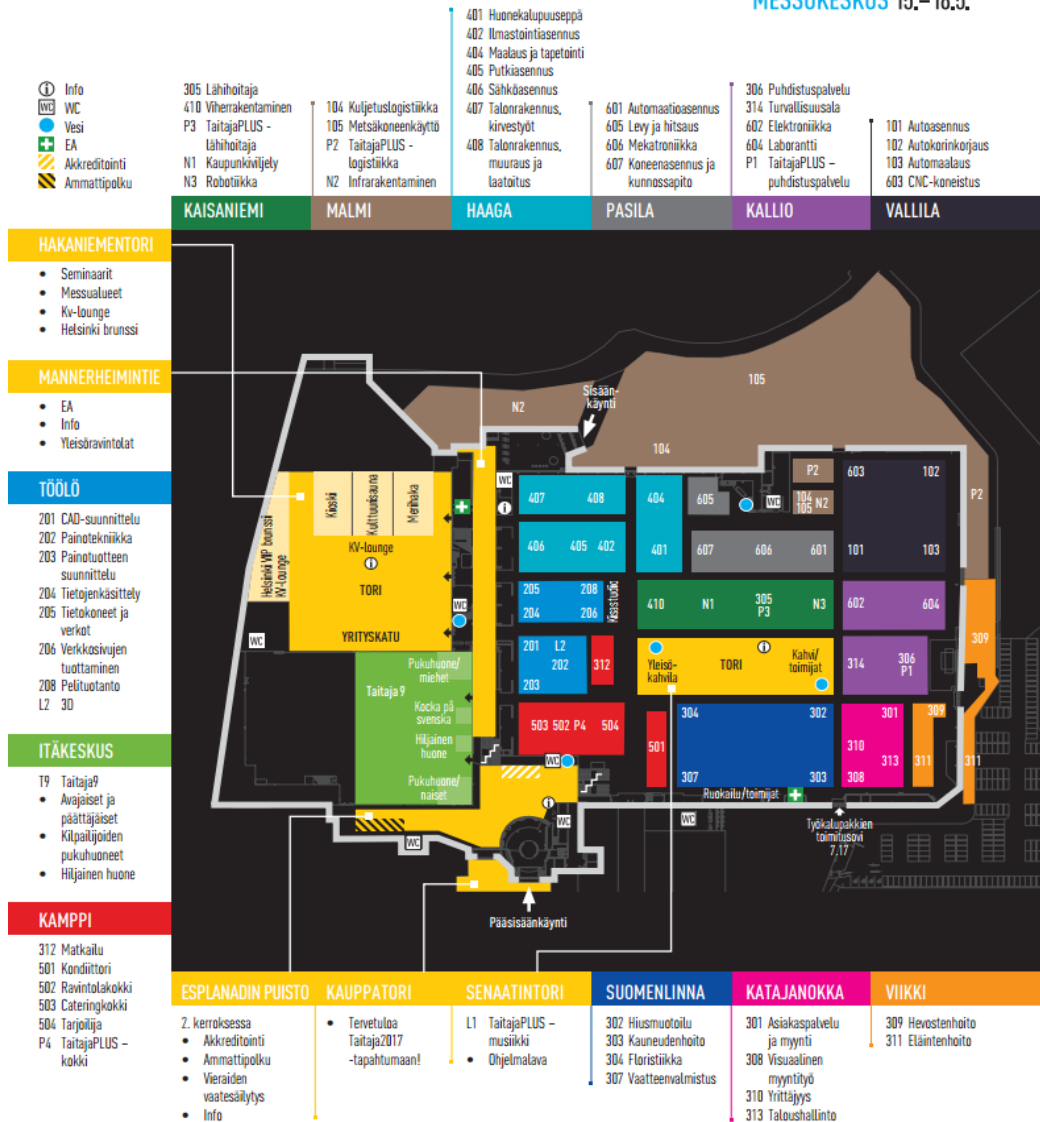 MESSUKESKUS 15.–18.5.
Info
WC WC
Vesi
EA
Akkreditointi
Ammattipolku
305 Lähihoitaja
410 Viherrakentaminen
P3 TaitajaPLUS -
lähihoitaja
N1 Kaupunkiviljely
N3 Robotiikka
KAISANIEMI
104 Kuljetuslogistiikka
105 Metsäkoneenkäyttö
P2 TaitajaPLUS -
logistiikka
N2 Infrarakentaminen
MALMI
401 Huonekalupuuseppä
402 Ilmastointiasennus
404 Maalaus ja tapetointi
405 Putkiasennus
406 Sähköasennus
407 Talonrakennus,
kirvestyöt
408 Talonrakennus,
muuraus ja
laatoitus
HAAGA
601 Automaatioasennus
605 Levy ja hitsaus
606 Mekatroniikka
607 Koneenasennus ja
kunnossapito
PASILA
306 Puhdistuspalvelu
314 Turvallisuusala
602 Elektroniikka
604 Laborantti
P1 TaitajaPLUS –
puhdistuspalvelu
KALLIO
101 Autoasennus
102 Autokorinkorjaus
103 Automaalaus
603 CNC-koneistus
VALLILA
HAKANIEMENTORI
• Seminaarit
• Messualueet
• Kv-lounge
• Helsinki brunssi
MANNERHEIMINTIE
• EA
• Info
• Yleisöravintolat
TÖÖLÖ
201 CAD-suunnittelu
202 Painotekniikka
203 Painotuotteen
suunnittelu
204 Tietojenkäsittely
205 Tietokoneet ja
verkot
206 Verkkosivujen
tuottaminen
208 Pelituotanto
L2 3D
ITÄKESKUS
T9 Taitaja9
• Avajaiset ja
päättäjäiset
• Kilpailijoiden
pukuhuoneet
• Hiljainen huone
KAMPPI
312 Matkailu
501 Kondiittori
502 Ravintolakokki
503 Cateringkokki
504 Tarjoilija
P4 TaitajaPLUS –
kokki
105
N2
Sisään-
käynti
104
P2
603
102
P2
WC
407
408
404
605
WC
104
105
N2
406
405
402
401
607
606
601
101
103
Kioski
Kulttuurisauna
Merihaka
Helsinki VIP brunssi
KV-lounge
KV-lounge
TORI
YRITYSKATU
WC
WC
205
208
204
206
Kisastudio
410
N1
305
P3
N3
602
604
309
201
L2
202
203
312
Yleisö-
kahvila
TORI
Kahvi/
toimijat
314
306
P1
Pukuhuone/
miehet
Taitaja 9
Kocka på
svenska
Hiljainen
huone
Pukuhuone/
naiset
503 502 P4 504
501
304
302
307
303
301
310
313
308
309
311
311
WC
Ruokailu/toimijat
WC
WC
WC
Työkalupakkien
toimitusovi
7.17
Pääsisäänkäynti
ESPLANADIN PUISTO
2. kerroksessa
• Akkreditointi
• Ammattipolku
• Vieraiden
vaatesäilytys
• Info
KAUPPATORI
• Tervetuloa
Taitaja2017
-tapahtumaan!
SENAATINTORI
L1 TaitajaPLUS –
musiikki
• Ohjelmalava
SUOMENLINNA
302 Hiusmuotoilu
303 Kauneudenhoito
304 Floristiikka
307 Vaatteenvalmistus
KATAJANOKKA
301 Asiakaspalvelu
ja myynti
308 Visuaalinen
myyntityö
310 Yrittäjyys
313 Taloushallinto
VIIKKI
309 Hevostenhoito
311 Eläintenhoito